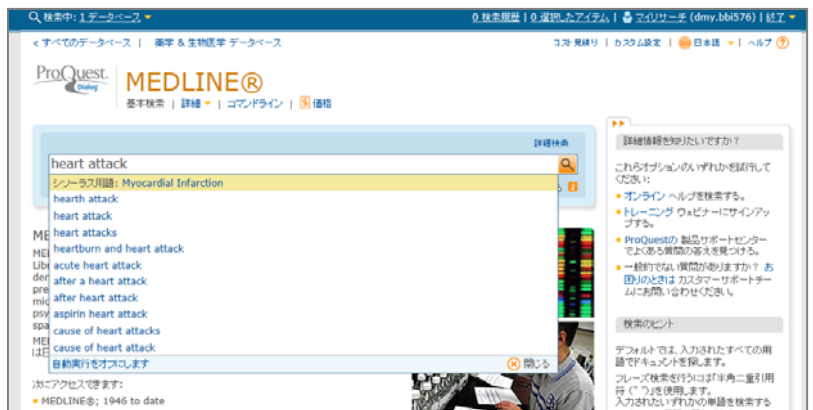 検索中: 1データベース
0 検索履歴 | 0 選択したアイテム | マイリサーチ (dmy.bbi576) | 終了
< すべてのデータベース | 薬学 & 生物医学 データベース
コスト見積り | カスタム設定 | 日本語 | ヘルプ
ProQuest
Dialog
MEDLINE®
基本検索 | 詳細 | コマンドライン | $ 価格
詳細検索
heart attack
シソーラス用語: Myocardial Infarction
hearth attack
heart attack
heart attacks
heartburn and heart attack
acute heart attack
after a heart attack
after heart attack
aspirin heart attack
cause of heart attacks
cause of heart attack
自動実行をオフにします
閉じる
次にアクセスできます:
MEDLINE®; 1946 to date
詳細情報を知りたいですか?
これらオプションのいずれかを試行して
ください:
オンライン ヘルプを検索する。
トレーニング ウェビナーにサインアッ
プする。
ProQuestの 製品サポートセンター
でよくある質問の答えを見つける。
一般的でない質問がありますか? お
困りのときは カスタマーサポートチー
ムにお問い合わせください。
検索のヒント
デフォルトでは、入力されたすべての用
語でドキュメントを探します。
フレーズ検索を行うには「半角二重引用
符 (" ")」を使用します。
入力されたいずれかの単語を検索する